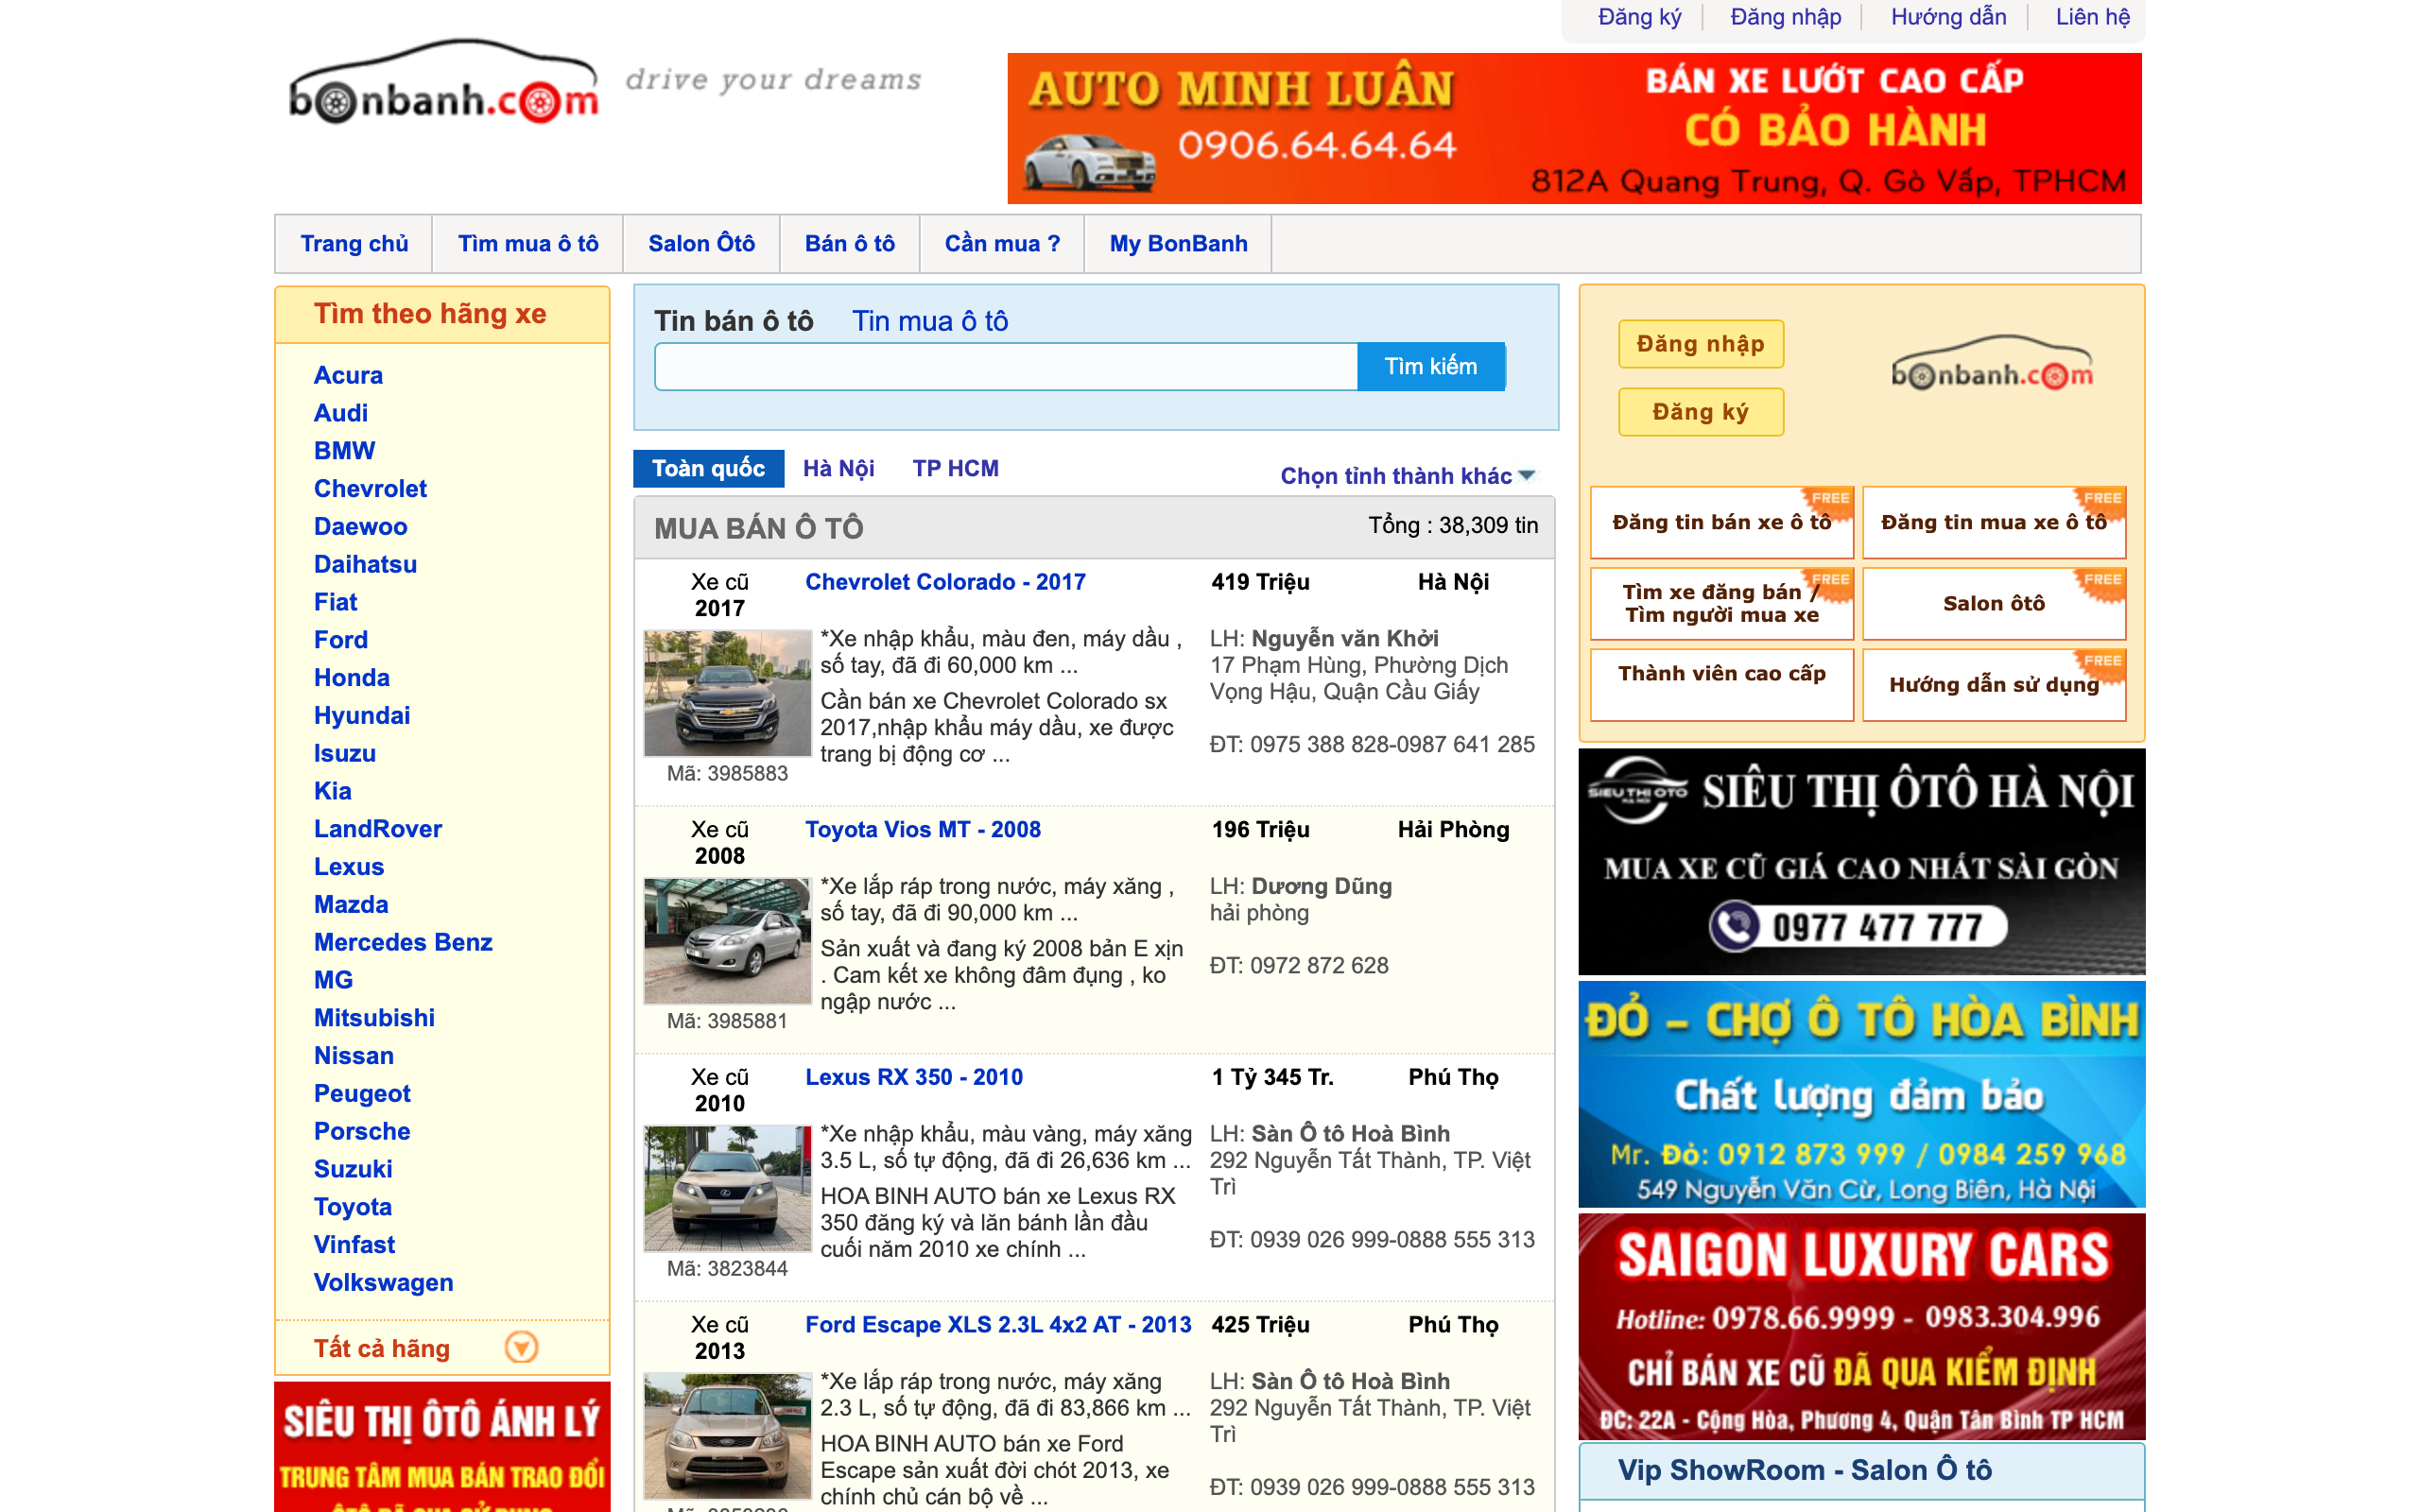 Đăng ký
Đăng nhập
Hướng dẫn
Liên hệ
bonbanh.com
drive your dreams
AUTO MINH LUÂN
0906.64.64.64
BÁN XE LƯỚT CAO CẤP
CÓ BẢO HÀNH
812A Quang Trung, Q. Gò Vấp, TPHCM
Trang chủ
Tìm mua ô tô
Salon Ôtô
Bán ô tô
Cần mua ?
My BonBanh
Tìm theo hãng xe
Acura
Audi
BMW
Chevrolet
Daewoo
Daihatsu
Fiat
Ford
Honda
Hyundai
Isuzu
Kia
LandRover
Lexus
Mazda
Mercedes Benz
MG
Mitsubishi
Nissan
Peugeot
Porsche
Suzuki
Toyota
Vinfast
Volkswagen
Tất cả hãng
SIÊU THỊ ÔTÔ ÁNH LÝ
TRUNG TÂM MUA BÁN TRAO ĐỔI
Tin bán ô tô
Tin mua ô tô
Tìm kiếm
Toàn quốc
Hà Nội
TP HCM
Chọn tỉnh thành khác
MUA BÁN Ô TÔ
Tổng : 38,309 tin
Xe cũ
2017
Chevrolet Colorado - 2017
419 Triệu
Hà Nội
*Xe nhập khẩu, màu đen, máy dầu ,
số tay, đã đi 60,000 km ...
Cần bán xe Chevrolet Colorado sx
2017,nhập khẩu máy dầu, xe được
trang bị động cơ ...
Mã: 3985883
LH: Nguyễn văn Khởi
17 Phạm Hùng, Phường Dịch
Vọng Hậu, Quận Cầu Giấy
ĐT: 0975 388 828-0987 641 285
Xe cũ
2008
Toyota Vios MT - 2008
196 Triệu
Hải Phòng
*Xe lắp ráp trong nước, máy xăng ,
số tay, đã đi 90,000 km ...
Sản xuất và đang ký 2008 bản E xịn
. Cam kết xe không đâm đụng , ko
ngập nước ...
Mã: 3985881
LH: Dương Dũng
hải phòng
ĐT: 0972 872 628
Xe cũ
2010
Lexus RX 350 - 2010
1 Tỷ 345 Tr.
Phú Thọ
*Xe nhập khẩu, màu vàng, máy xăng
3.5 L, số tự động, đã đi 26,636 km ...
HOA BINH AUTO bán xe Lexus RX
350 đăng ký và lăn bánh lần đầu
cuối năm 2010 xe chính ...
Mã: 3823844
LH: Sàn Ô tô Hoà Bình
292 Nguyễn Tất Thành, TP. Việt
Trì
ĐT: 0939 026 999-0888 555 313
Xe cũ
2013
Ford Escape XLS 2.3L 4x2 AT - 2013
425 Triệu
Phú Thọ
*Xe lắp ráp trong nước, máy xăng
2.3 L, số tự động, đã đi 83,866 km ...
HOA BINH AUTO bán xe Ford
Escape sản xuất đời chót 2013, xe
chính chủ cán bộ về ...
LH: Sàn Ô tô Hoà Bình
292 Nguyễn Tất Thành, TP. Việt
Trì
ĐT: 0939 026 999-0888 555 313
Đăng nhập
Đăng ký
bonbanh.com
FREE
Đăng tin bán xe ô tô
FREE
Đăng tin mua xe ô tô
FREE
Tìm xe đăng bán /
Tìm người mua xe
FREE
Salon ôtô
Thành viên cao cấp
FREE
Hướng dẫn sử dụng
SIEU THI OTO
HÀ NỘI
SIÊU THỊ ÔTÔ HÀ NỘI
MUA XE CŨ GIÁ CAO NHẤT SÀI GÒN
0977 477 777
ĐỎ - CHỢ Ô TÔ HÒA BÌNH
Chất lượng đảm bảo
Mr. Đỏ: 0912 873 999 / 0984 259 968
549 Nguyễn Văn Cừ, Long Biên, Hà Nội
SAIGON LUXURY CARS
Hotline: 0978.66.9999 - 0983.304.996
CHỈ BÁN XE CŨ ĐÃ QUA KIỂM ĐỊNH
ĐC: 22A - Cộng Hòa, Phương 4, Quận Tân Bình TP HCM
Vip ShowRoom - Salon Ô tô